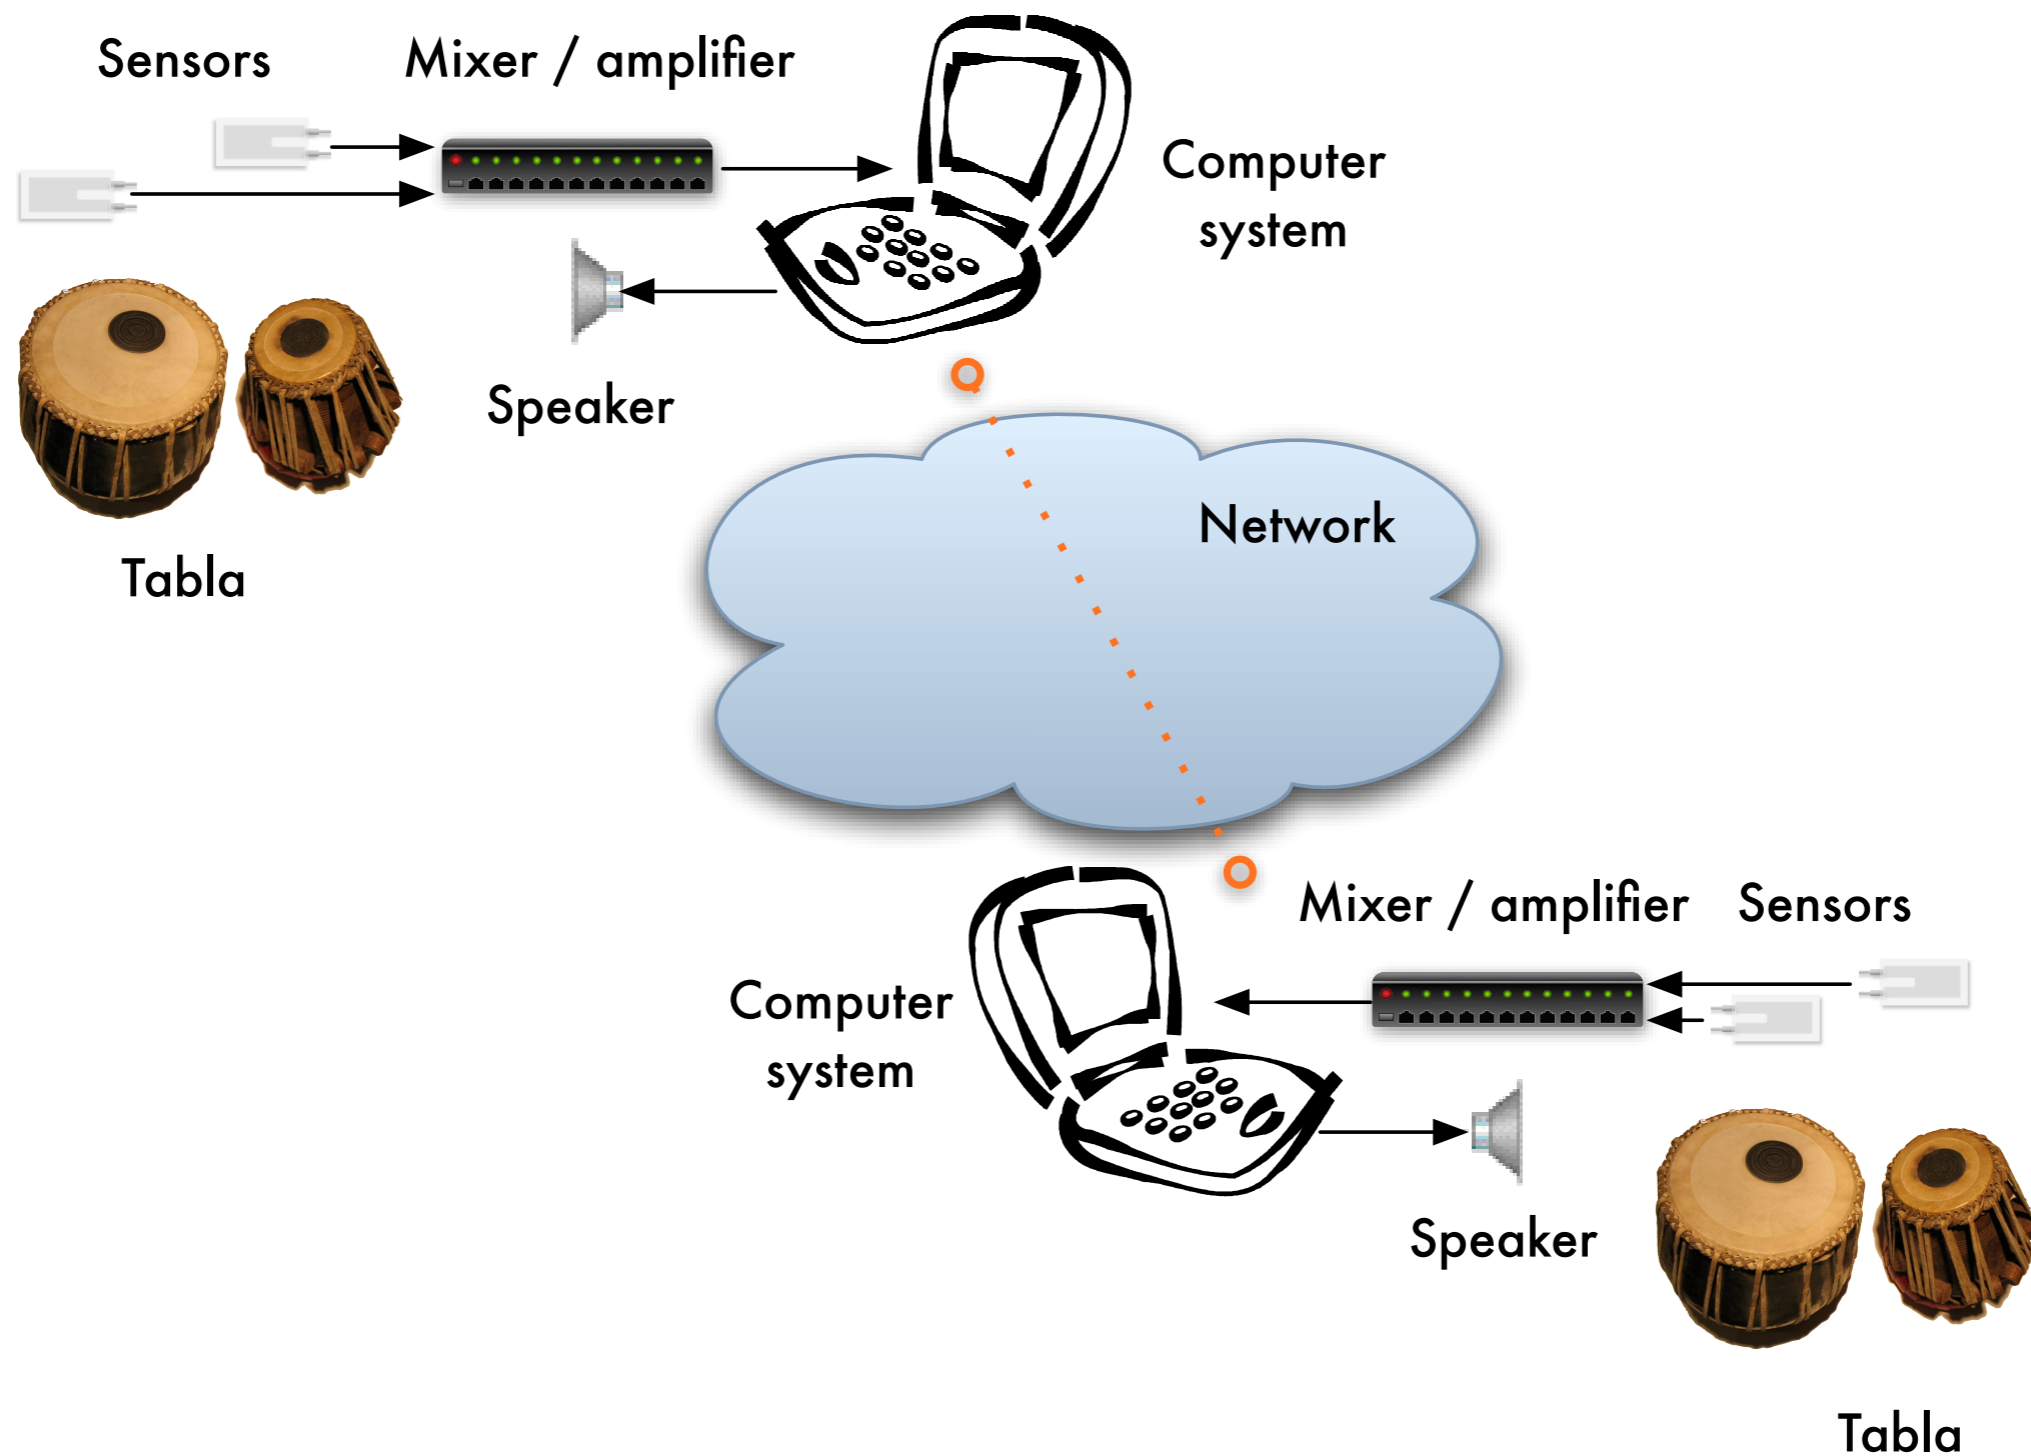 Sensors
Mixer / amplifier
Computer
system
Speaker
Tabla
Network
Mixer / amplifier
Sensors
Computer
system
Speaker
Tabla